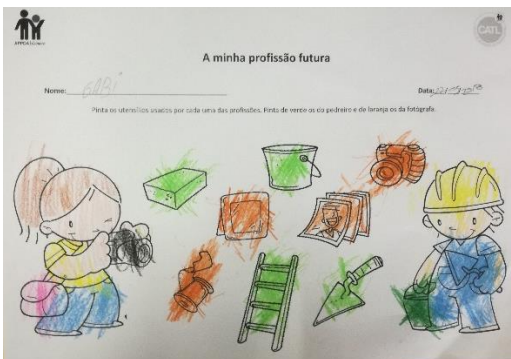 CATL
A minha profissão futura
Nome: GABI
Data:
Pinta os utensílios usados por cada uma das profissões. Pinta de verde os do pedreiro e de laranja os da fotógrafa.